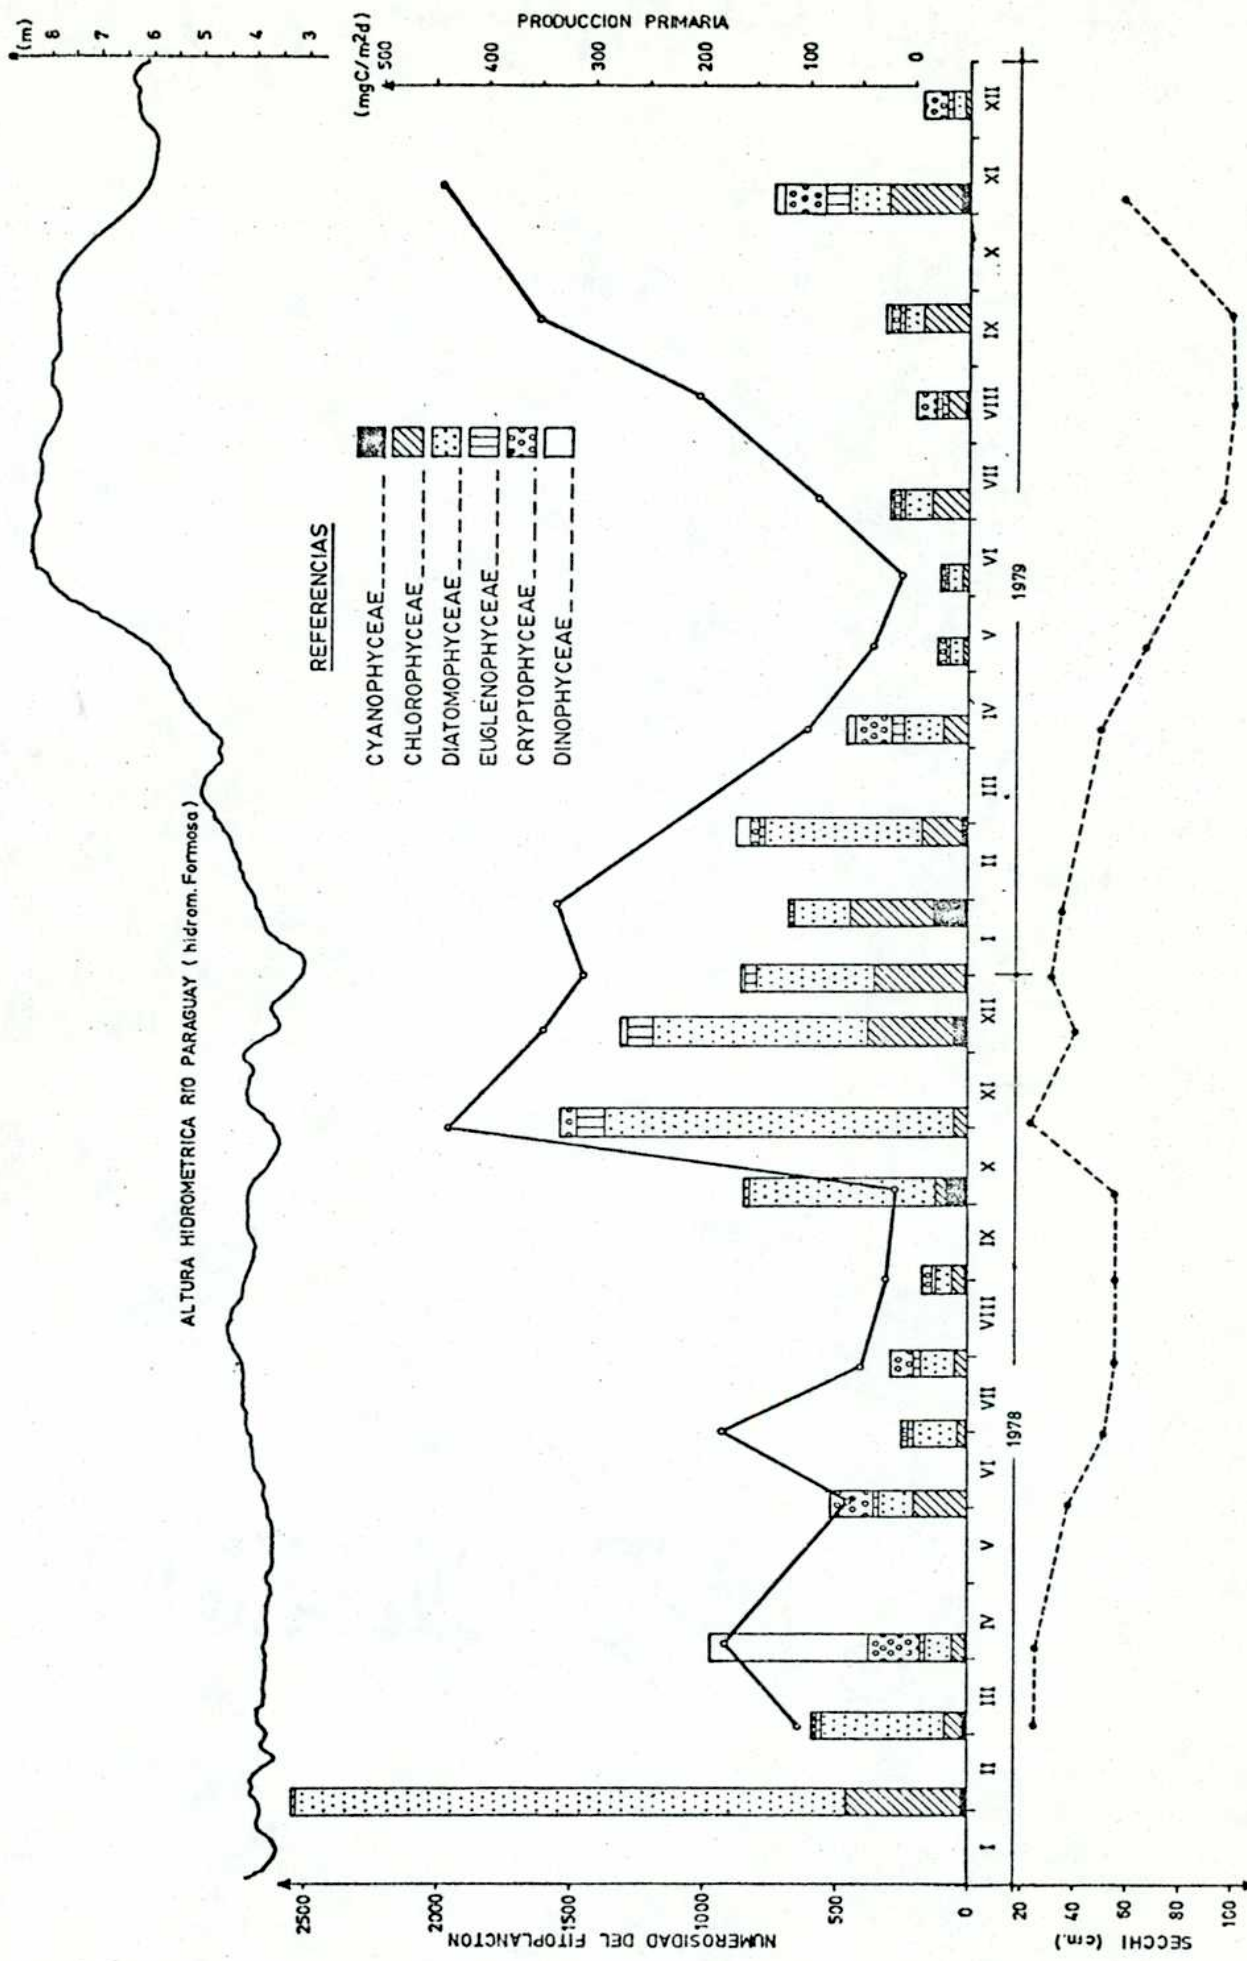 ALTURA HIDROMETRICA RIO PARAGUAY (hidrom. Formosa)
(m)
8
7
6
5
4
3
REFERENCIAS
CYANOPHYCEAE
CHLOROPHYCEAE
DIATOMOPHYCEAE
EUGLENOPHYCEAE
CRYPTOPHYCEAE
DINOPHYCEAE
PRODUCCION PRIMARIA
(mgC/m²d)
500
400
300
200
100
0
NUMEROSIDAD DEL FITOPLANCTON
2500
2000
1500
1000
500
0
I II III IV V VI VII VIII IX X XI XII I II III IV V VI VII VIII IX X XI XII
1978 1979
SECCHI (cm.)
20
40
60
80
100